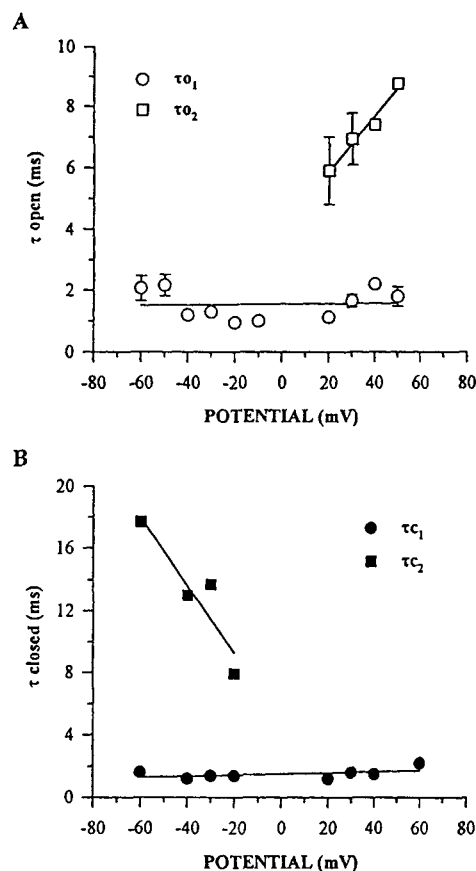 A
τo₁
τo₂
10
8
6
4
2
0
τ open (ms)
-80 -60 -40 -20 0 20 40 60 80
POTENTIAL (mV)
B
τc₁
τc₂
20
16
12
8
4
0
τ closed (ms)
-80 -60 -40 -20 0 20 40 60 80
POTENTIAL (mV)